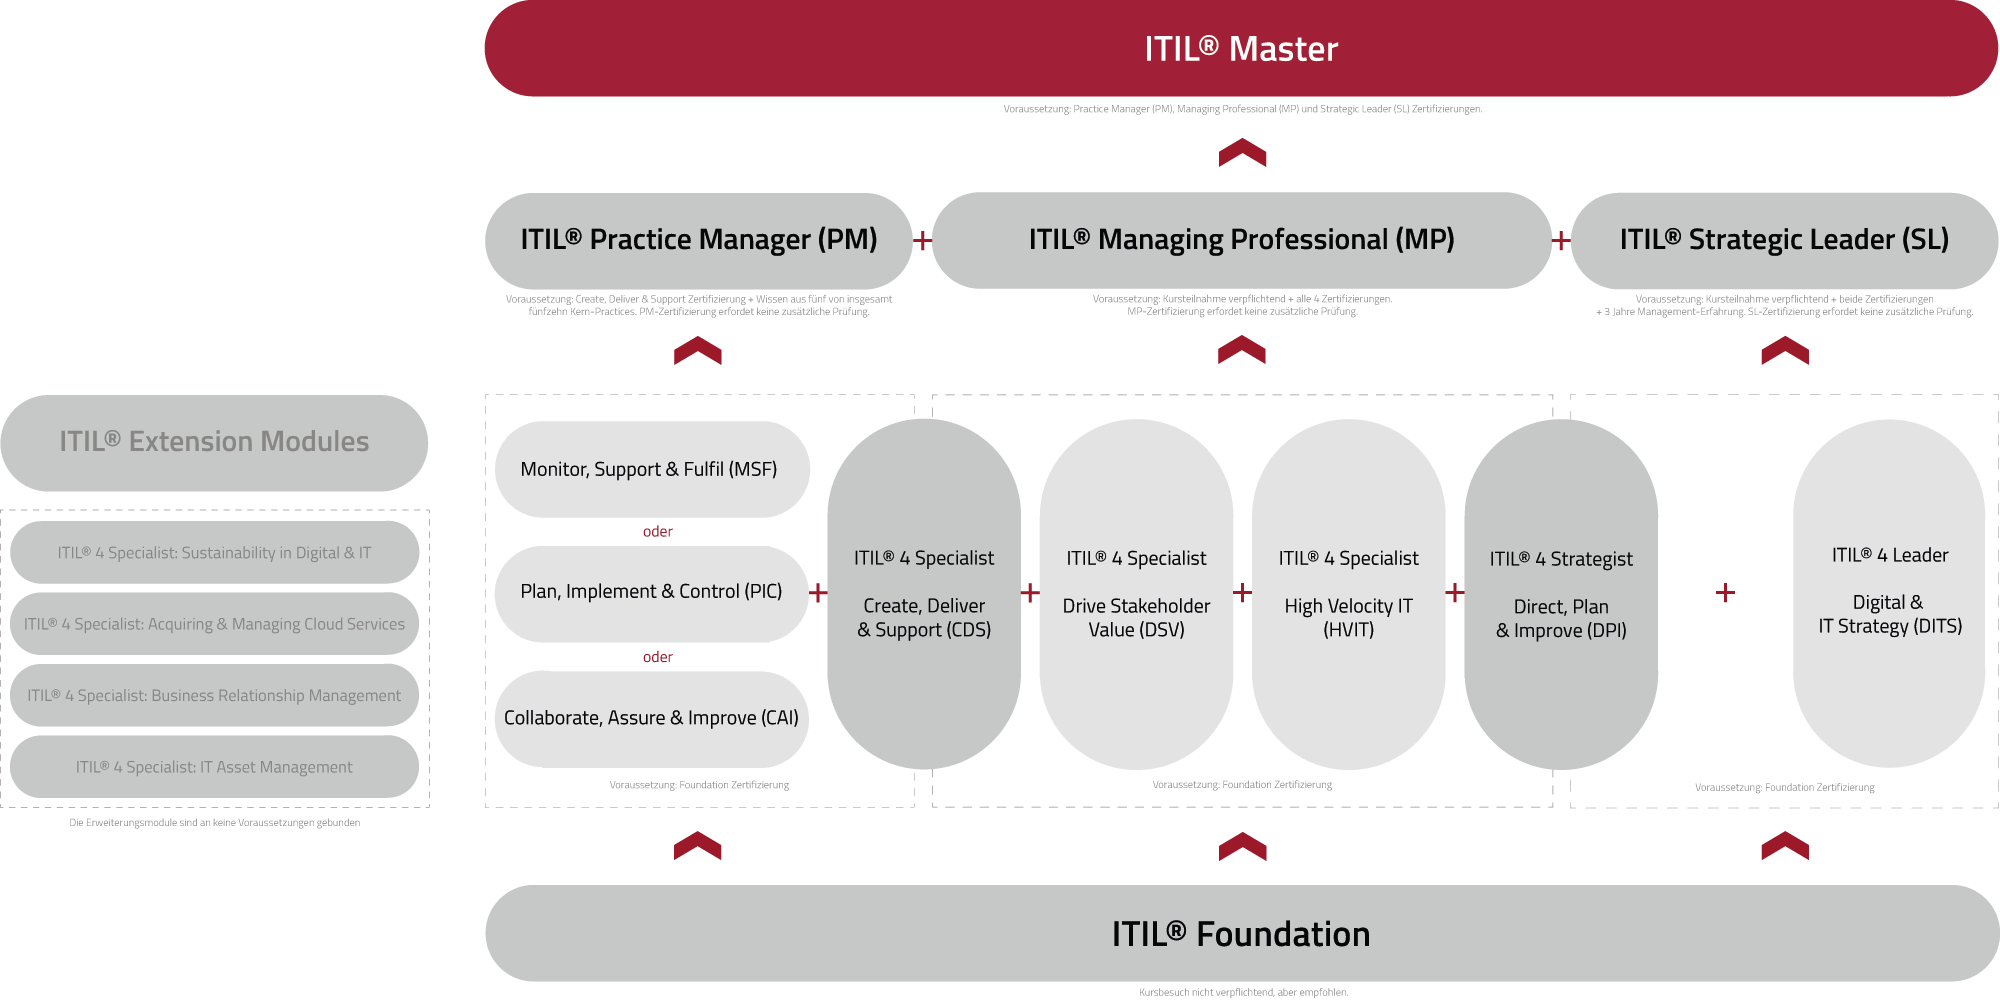 ITIL® Master
Voraussetzung: Practice Manager (PM), Managing Professional (MP) und Strategic Leader (SL) Zertifizierungen.
ITIL® Practice Manager (PM)
+
ITIL® Managing Professional (MP)
+
ITIL® Strategic Leader (SL)
Voraussetzung: Create, Deliver & Support Zertifizierung + Wissen aus fünf von insgesamt
fünfzehn Kern-Practices. PM-Zertifizierung erfordet keine zusätzliche Prüfung.
Voraussetzung: Kursteilnahme verpflichtend + alle 4 Zertifizierungen.
MP-Zertifizierung erfordet keine zusätzliche Prüfung.
Voraussetzung: Kursteilnahme verpflichtend + beide Zertifizierungen
+ 3 Jahre Management-Erfahrung. SL-Zertifizierung erfordet keine zusätzliche Prüfung.
ITIL® Extension Modules
ITIL® 4 Specialist: Sustainability in Digital & IT
ITIL® 4 Specialist: Acquiring & Managing Cloud Services
ITIL® 4 Specialist: Business Relationship Management
ITIL® 4 Specialist: IT Asset Management
Die Erweiterungsmodule sind an keine Voraussetzungen gebunden
Monitor, Support & Fulfil (MSF)
oder
Plan, Implement & Control (PIC)
oder
Collaborate, Assure & Improve (CAI)
Voraussetzung: Foundation Zertifizierung
+
ITIL® 4 Specialist
Create, Deliver
& Support (CDS)
+
ITIL® 4 Specialist
Drive Stakeholder
Value (DSV)
+
ITIL® 4 Specialist
High Velocity IT
(HVIT)
Voraussetzung: Foundation Zertifizierung
+
ITIL® 4 Strategist
Direct, Plan
& Improve (DPI)
+
ITIL® 4 Leader
Digital &
IT Strategy (DITS)
Voraussetzung: Foundation Zertifizierung
ITIL® Foundation
Kursbesuch nicht verpflichtend, aber empfohlen.